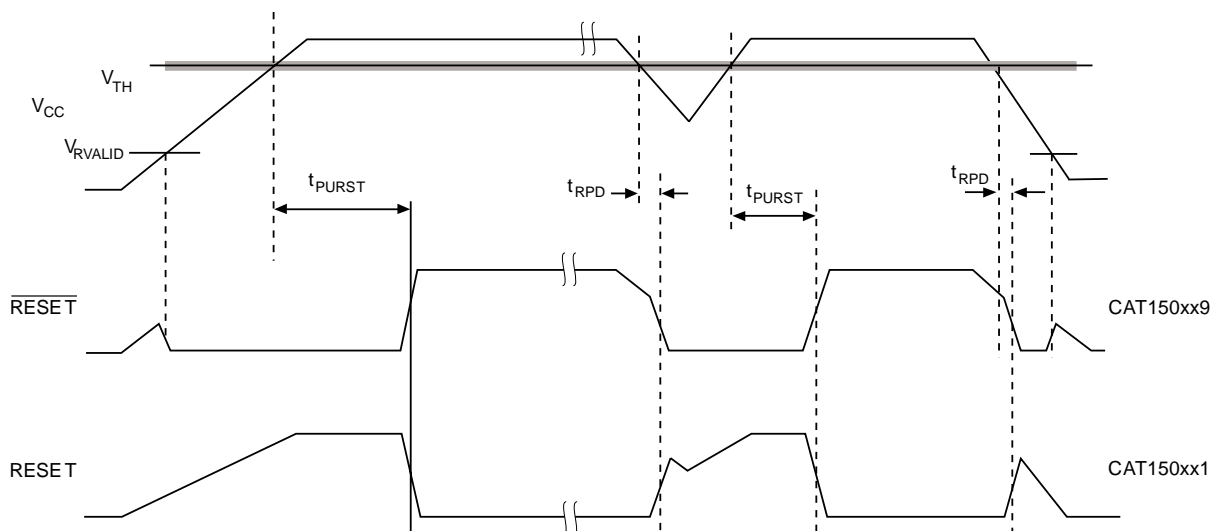 V_TH
V_CC
V_RVALID
t_PURST
t_RPD
t_PURST
t_RPD
RESET
CAT150xx9
RESET
CAT150xx1